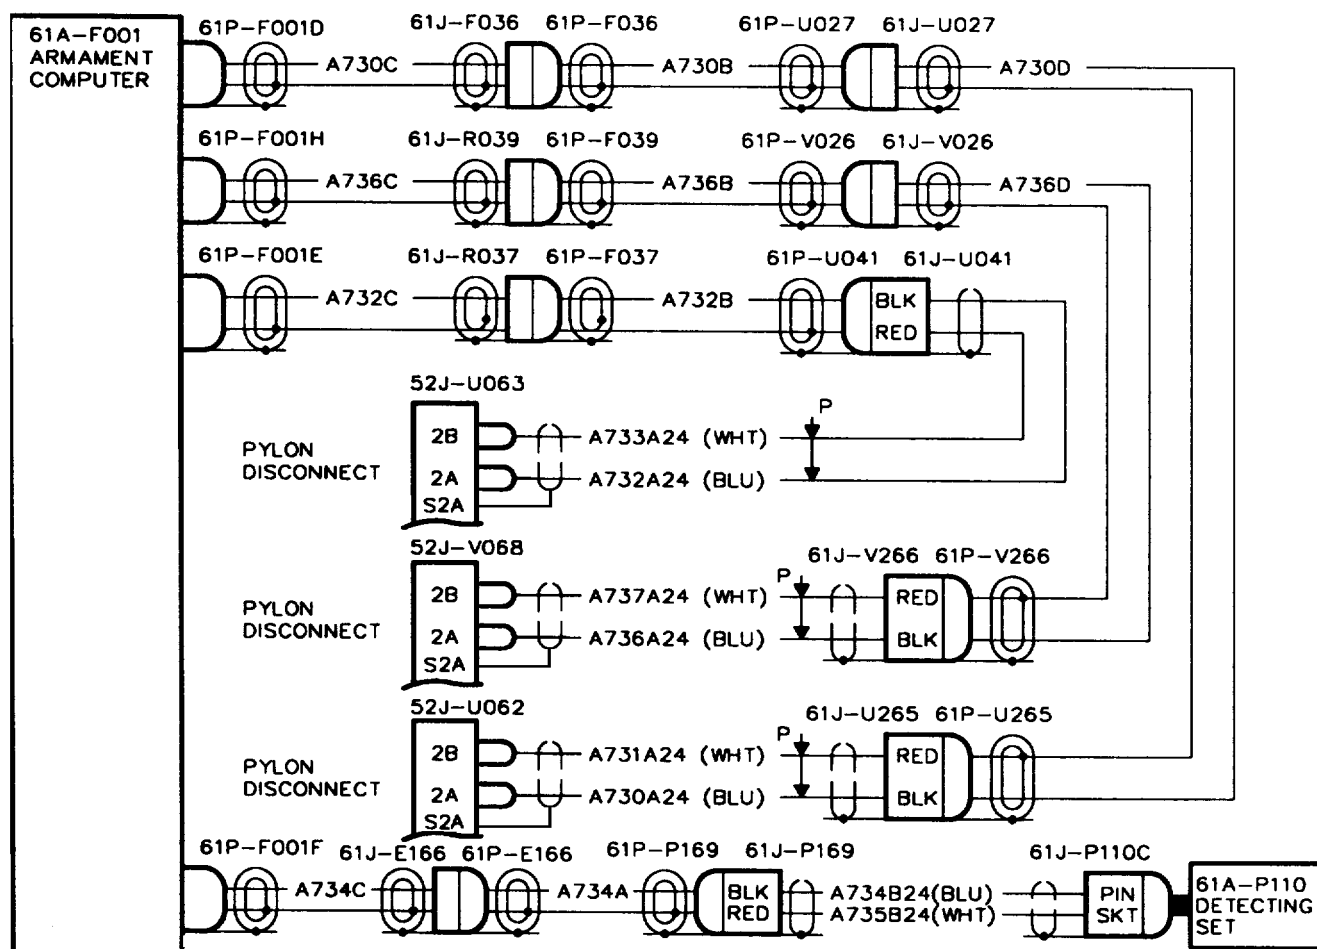 61A-F001
ARMAMENT
COMPUTER
61P-F001D
61J-F036
61P-F036
61P-U027
61J-U027
A730C
A730B
A730D
61P-F001H
61J-R039
61P-F039
61P-V026
61J-V026
A736C
A736B
A736D
61P-F001E
61J-R037
61P-F037
61P-U041
61J-U041
A732C
A732B
BLK
RED
52J-U063
PYLON
DISCONNECT
2B
2A
S2A
A733A24 (WHT)
A732A24 (BLU)
P
52J-V068
PYLON
DISCONNECT
2B
2A
S2A
A737A24 (WHT)
A736A24 (BLU)
P
61J-V266
61P-V266
RED
BLK
52J-U062
PYLON
DISCONNECT
2B
2A
S2A
A731A24 (WHT)
A730A24 (BLU)
P
61J-U265
61P-U265
RED
BLK
61P-F001F
61J-E166
61P-E166
61P-P169
61J-P169
61J-P110C
A734C
A734A
BLK
RED
A734B24(BLU)
A735B24(WHT)
PIN
SKT
61A-P110
DETECTING
SET